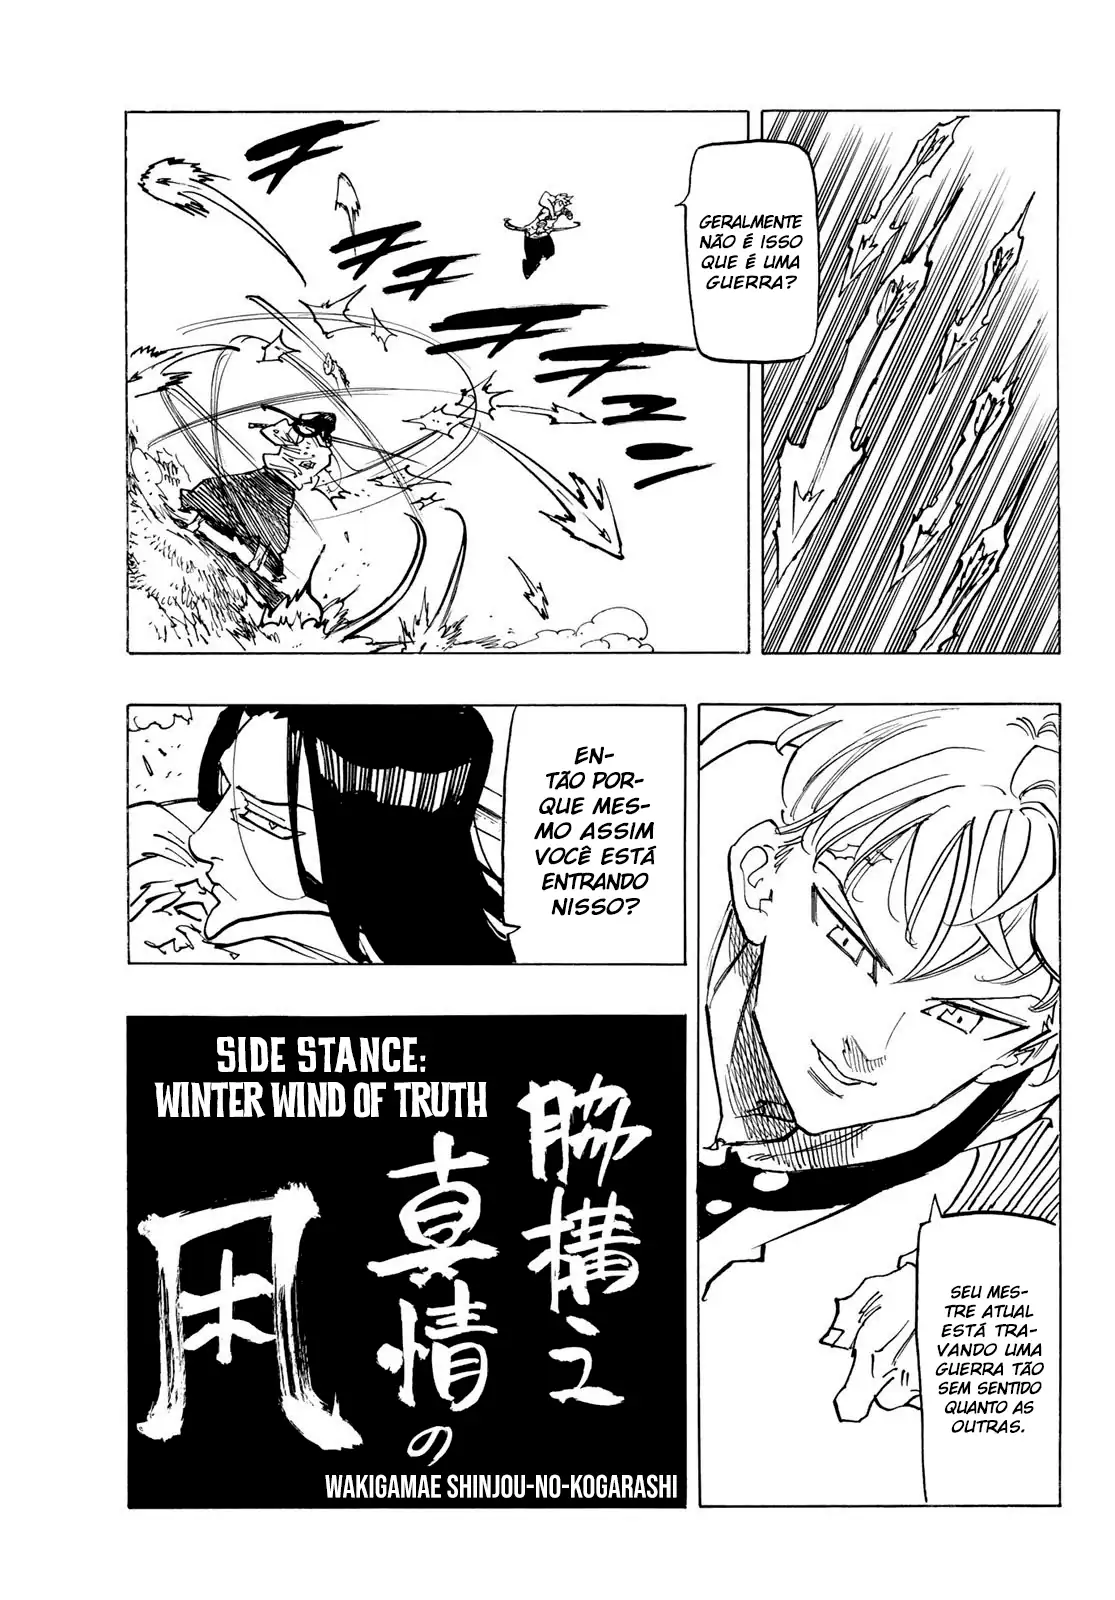 GERALMENTE
NÃO É ISSO
QUE É UMA
GUERRA?
SEU MES-
TRE ATUAL
ESTÁ TRA-
VANDO UMA
GUERRA TÃO
SEM SENTIDO
QUANTO AS
OUTRAS.
EN-
TÃO POR-
QUE MES-
MO ASSIM
VOCÊ ESTÁ
ENTRANDO
NISSO?
SIDE STANCE:
WINTER WIND OF TRUTH
脇構え
真情の
凩
WAKIGAMAE SHINJOU-NO-KOGARASHI